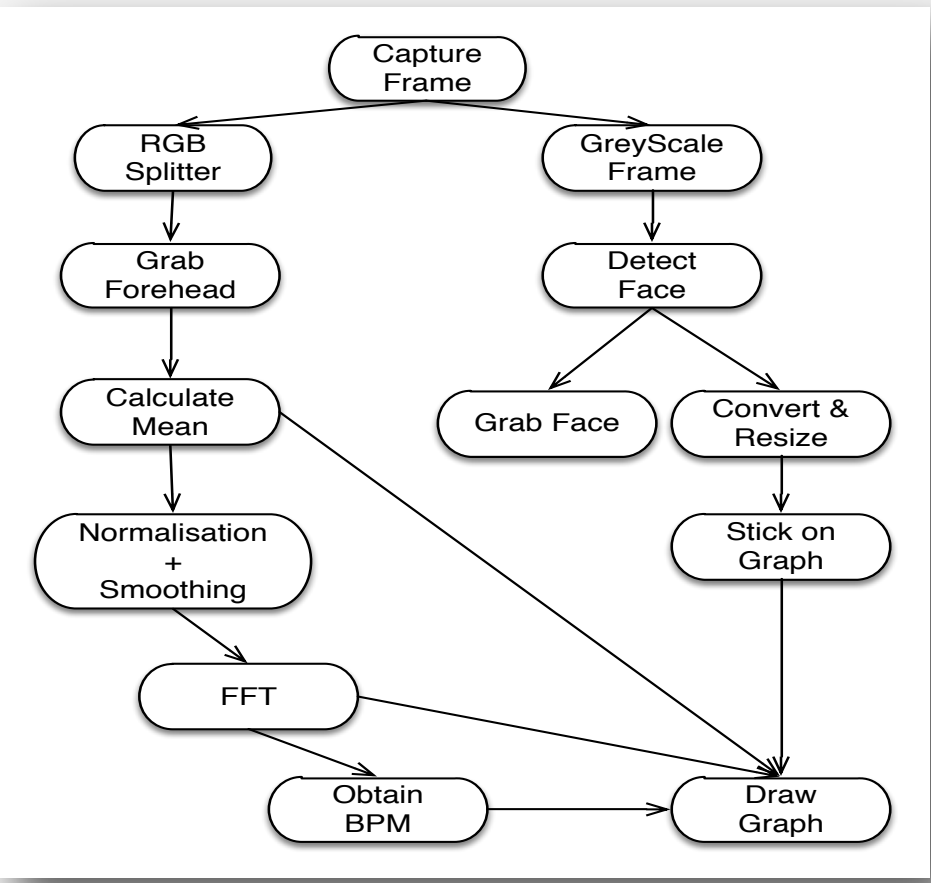 Capture
Frame
RGB
Splitter
GreyScale
Frame
Grab
Forehead
Detect
Face
Calculate
Mean
Grab Face
Convert &
Resize
Normalisation
+
Smoothing
Stick on
Graph
FFT
Obtain
BPM
Draw
Graph